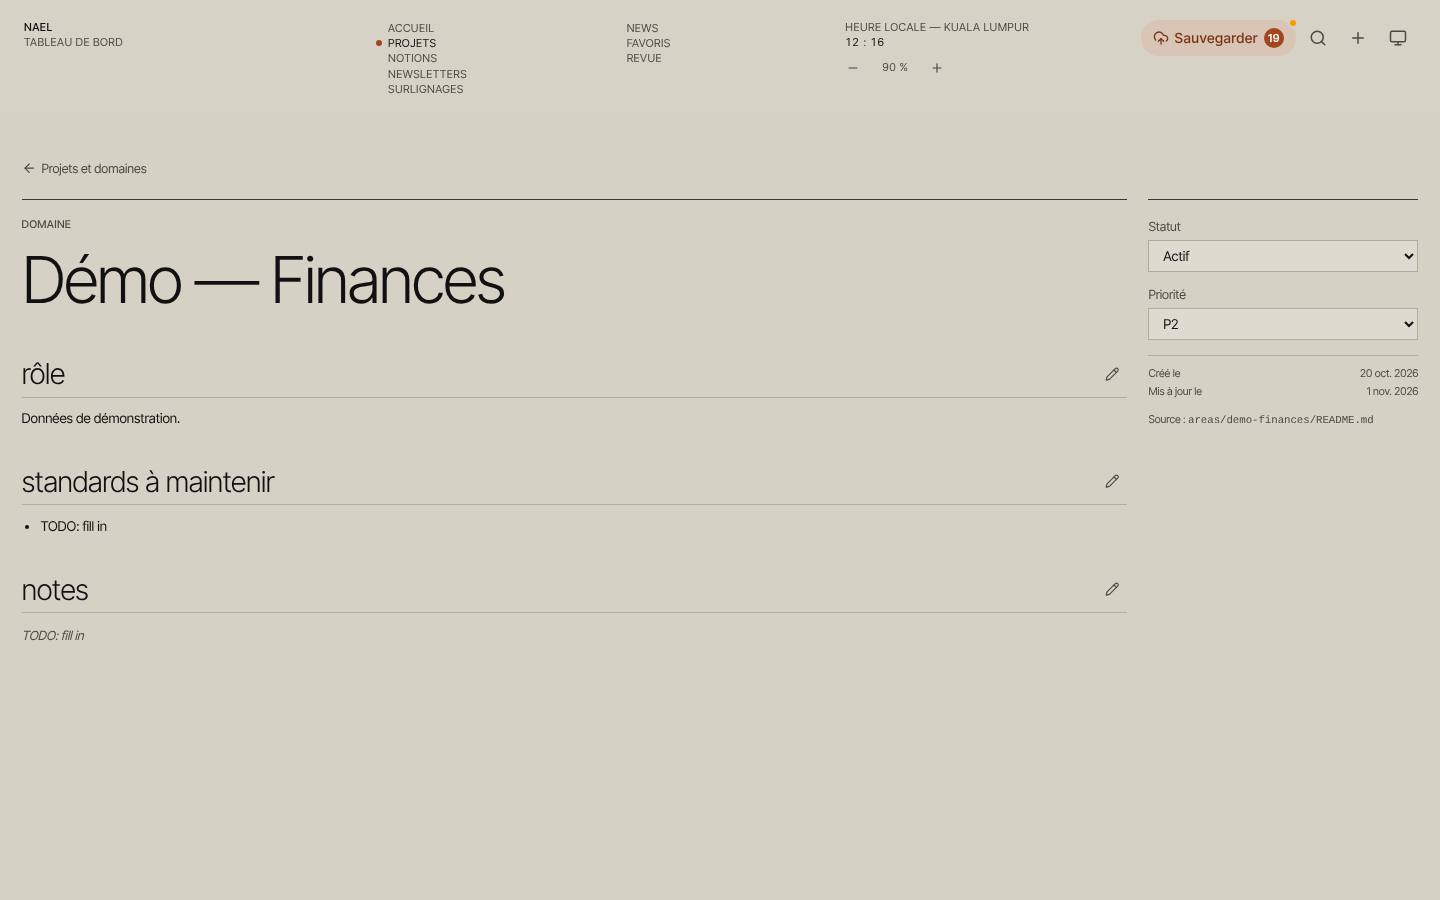 NAEL
TABLEAU DE BORD
ACCUEIL
PROJETS
NOTIONS
NEWSLETTERS
SURLIGNAGES
NEWS
FAVORIS
REVUE
HEURE LOCALE — KUALA LUMPUR
12 : 16
90 %
Sauvegarder 19
Projets et domaines
DOMAINE
Démo — Finances
rôle
Données de démonstration.
standards à maintenir
• TODO: fill in
notes
TODO: fill in
Statut
Actif
Priorité
P2
Créé le 20 oct. 2026
Mis à jour le 1 nov. 2026
Source : areas/demo-finances/README.md